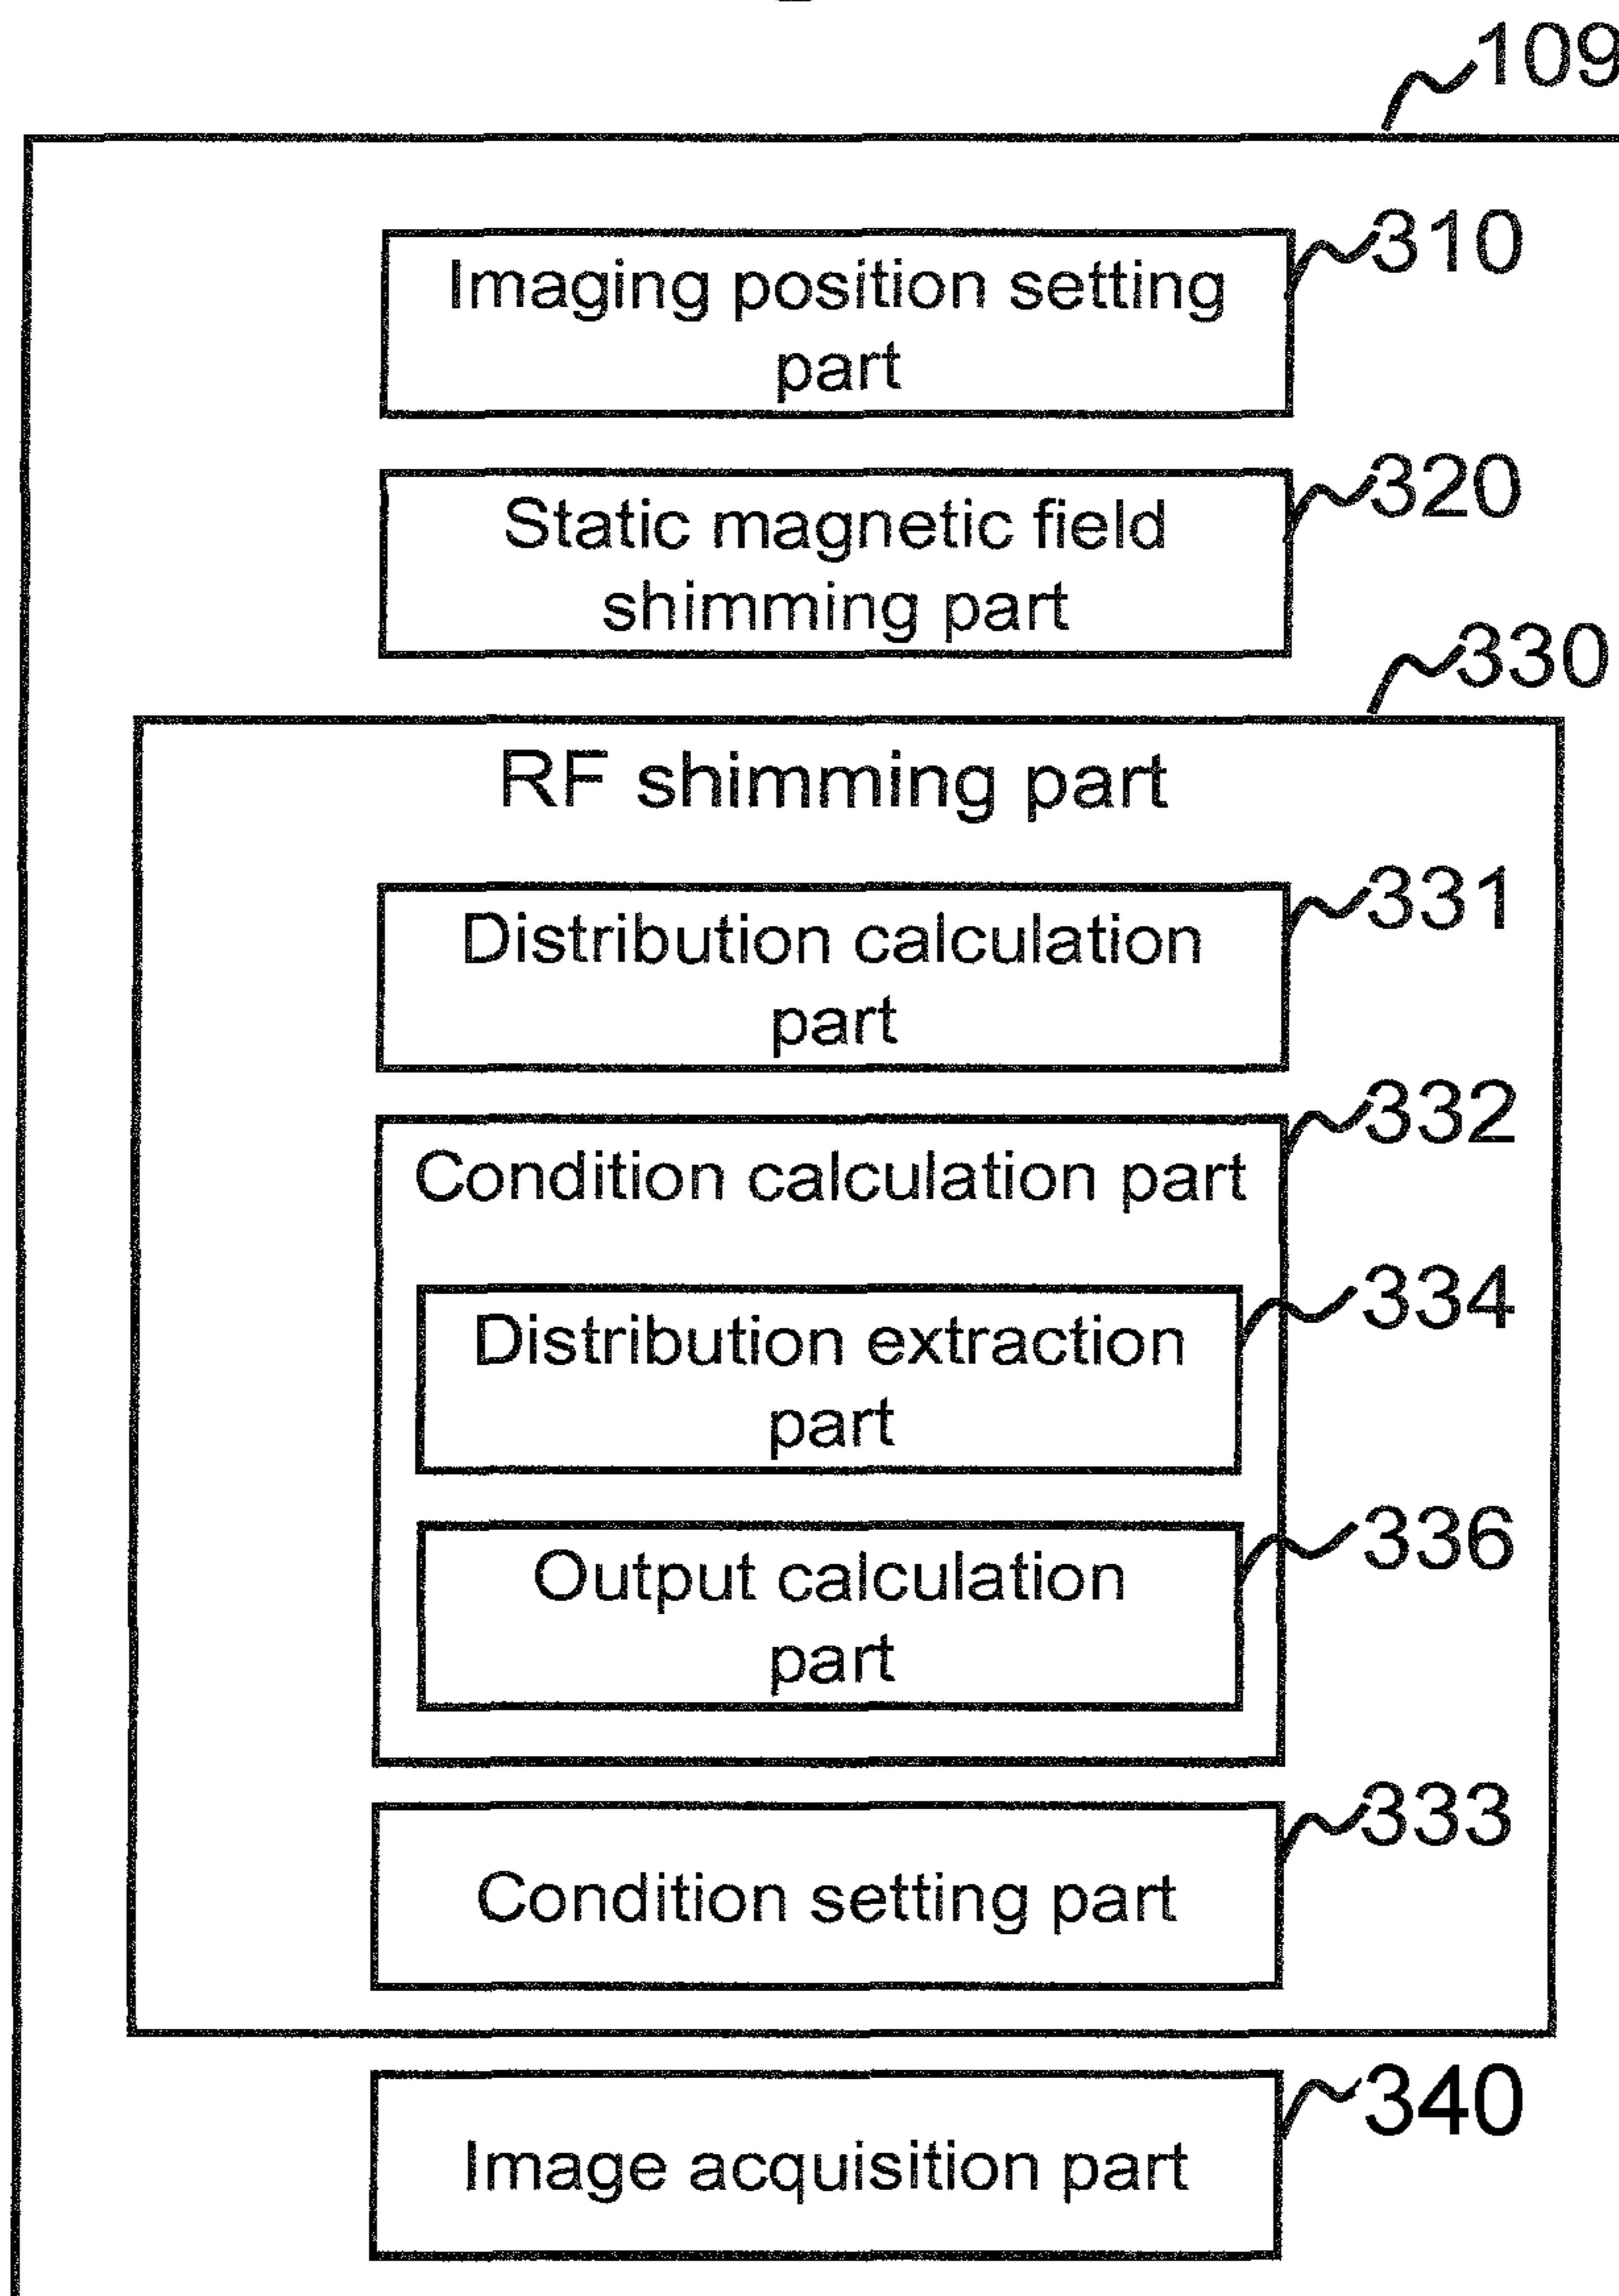 109
Imaging position setting
part
310
Static magnetic field
shimming part
320
330
RF shimming part
Distribution calculation
part
331
332
Condition calculation part
Distribution extraction
part
334
Output calculation
part
336
Condition setting part
333
Image acquisition part
340